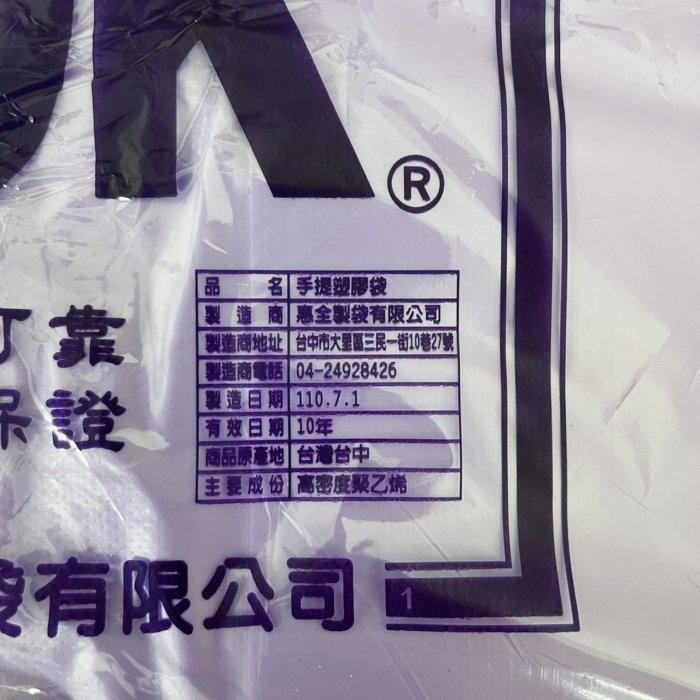 OK
®
品名 手提塑膠袋
製造商 惠全製袋有限公司
製造商地址 台中市大里區三民一街10巷27號
製造商電話 04-24928426
製造日期 110.7.1
有效日期 10年
商品原產地 台灣台中
主要成份 高密度聚乙烯
可靠
保證
袋有限公司
1